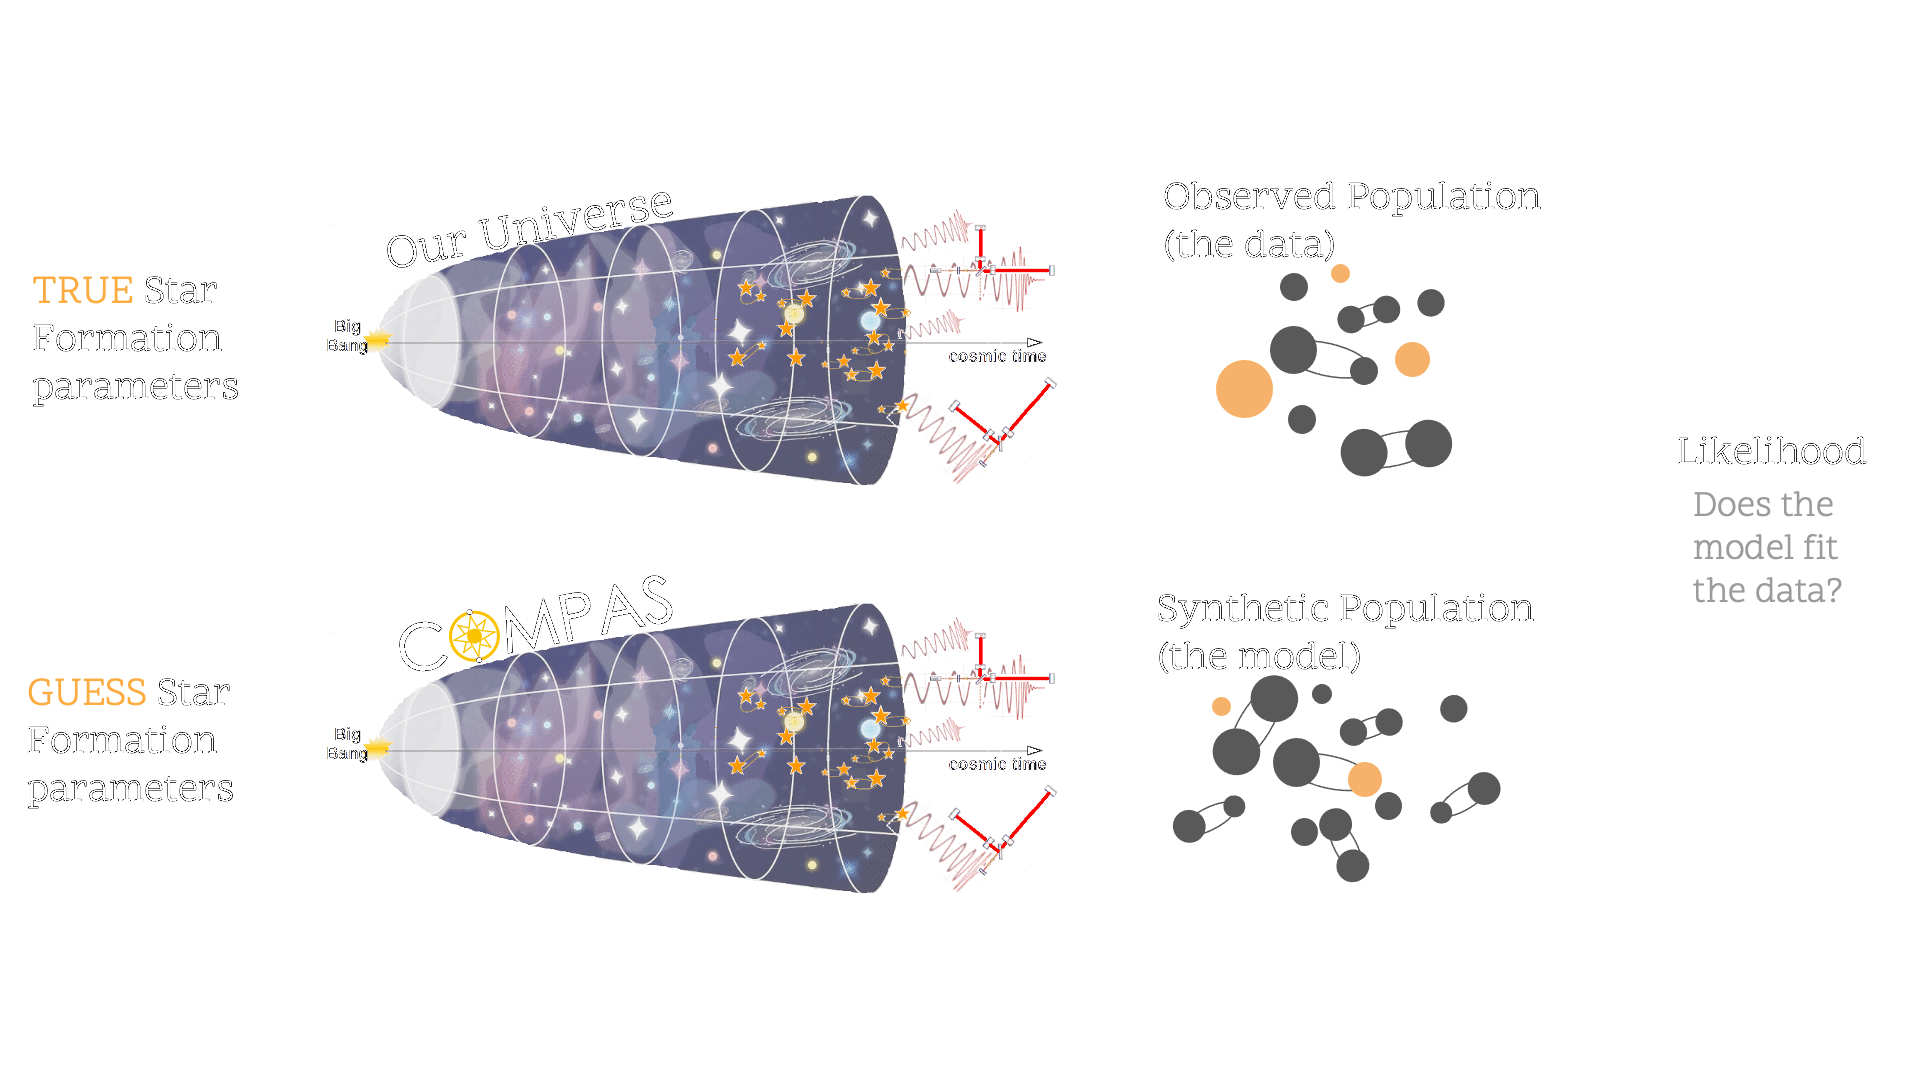 Our Universe
TRUE Star
Formation
parameters
Big
Bang
cosmic time
Observed Population
(the data)
Likelihood
Does the
model fit
the data?
COMPAS
GUESS Star
Formation
parameters
Big
Bang
cosmic time
Synthetic Population
(the model)